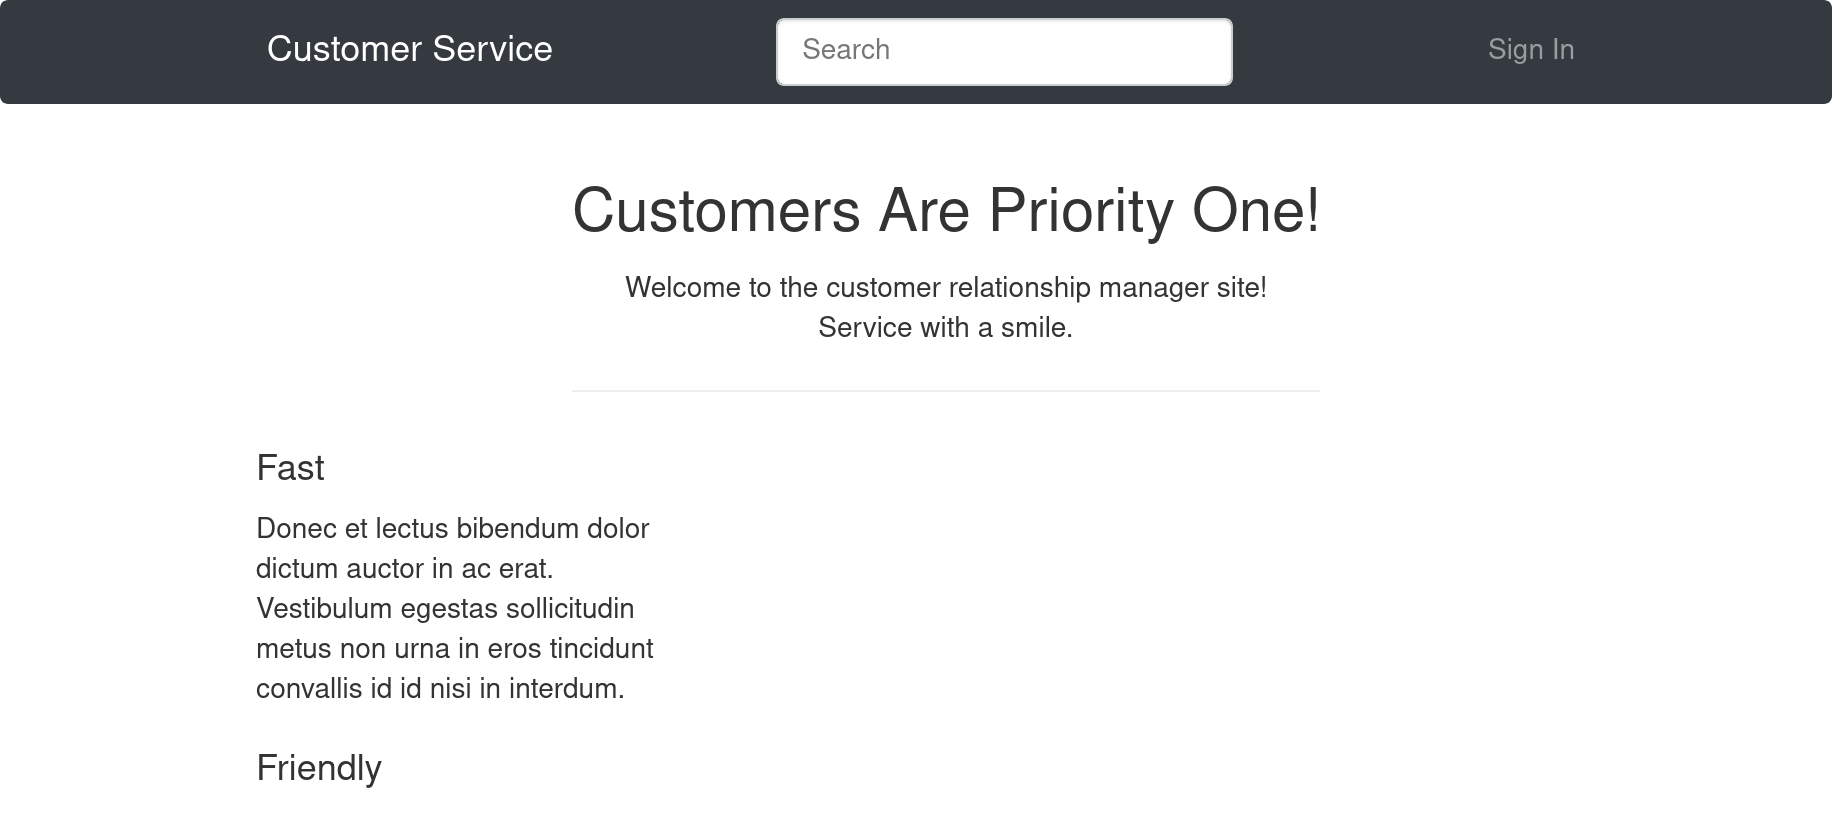 Customer Service
Search
Sign In
Customers Are Priority One!
Welcome to the customer relationship manager site!
Service with a smile.
Fast
Donec et lectus bibendum dolor
dictum auctor in ac erat.
Vestibulum egestas sollicitudin
metus non urna in eros tincidunt
convallis id id nisi in interdum.
Friendly